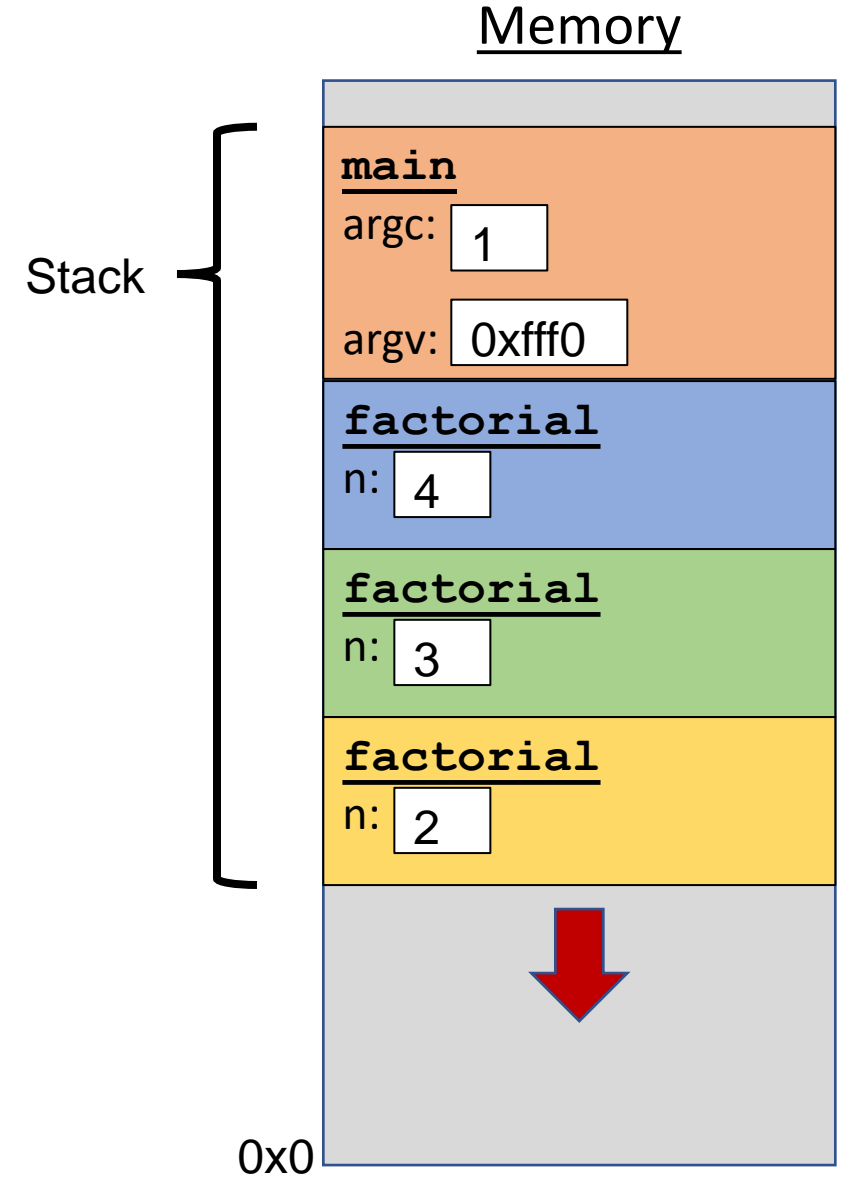 Memory
main
argc: 1
Stack
argv: 0xfff0
factorial
n: 4
factorial
n: 3
factorial
n: 2
0x0